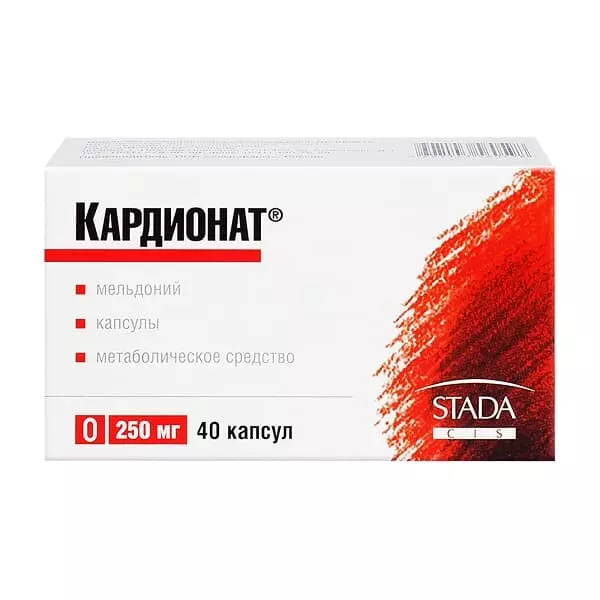 КАРДИОНАТ®
мельдоний
капсулы
метаболическое средство
0 250 мг 40 капсул
STADA
CIS